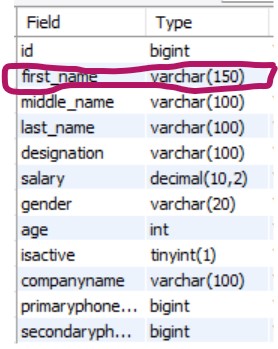 Field Type
id bigint
first_name varchar(150)
middle_name varchar(100)
last_name varchar(100)
designation varchar(100)
salary decimal(10,2)
gender varchar(20)
age int
isactive tinyint(1)
companyname varchar(100)
primaryphone... bigint
secondaryph... bigint